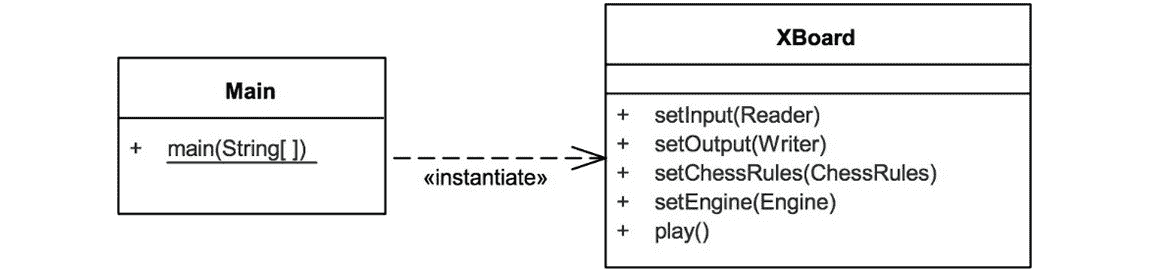 Main
+ main(String[ ])
«instantiate»
XBoard
+ setInput(Reader)
+ setOutput(Writer)
+ setChessRules(ChessRules)
+ setEngine(Engine)
+ play()